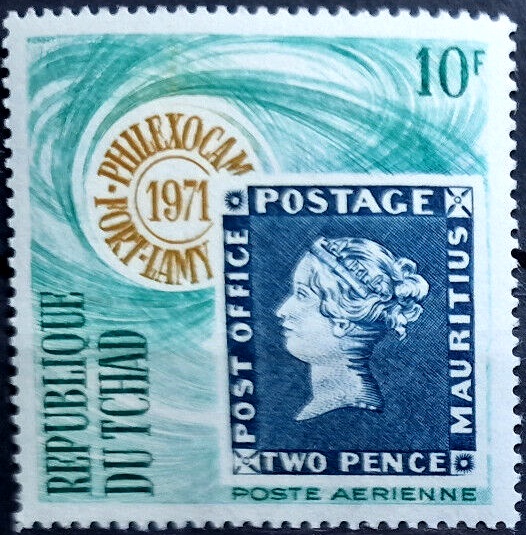 10F
PHILEXOCAM
FORT-LAMY
1971
REPUBLIQUE
DU TCHAD
POSTAGE
POST OFFICE
MAURITIUS
TWO PENCE
POSTE AERIENNE